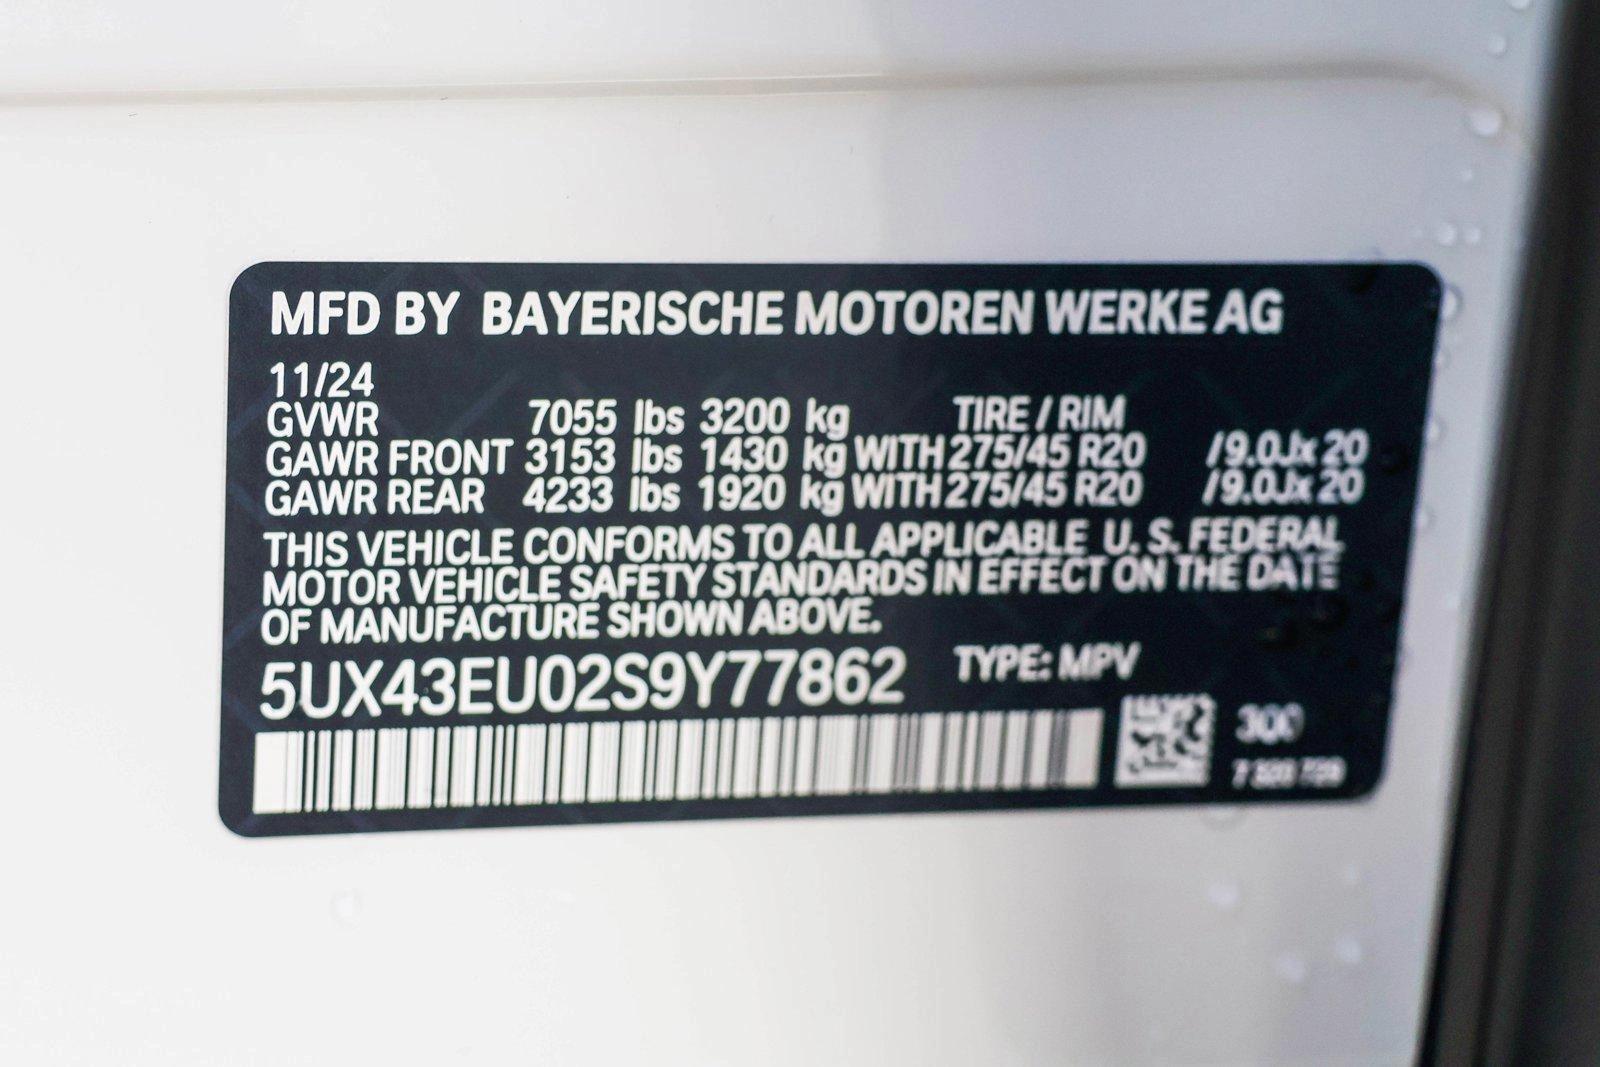 MFD BY BAYERISCHE MOTOREN WERKE AG
11/24
GVWR 7055 lbs 3200 kg TIRE / RIM
GAWR FRONT 3153 lbs 1430 kg WITH 275/45 R20 /9.0Jx 20
GAWR REAR 4233 lbs 1920 kg WITH 275/45 R20 /9.0Jx 20
THIS VEHICLE CONFORMS TO ALL APPLICABLE U. S. FEDERAL
MOTOR VEHICLE SAFETY STANDARDS IN EFFECT ON THE DATE
OF MANUFACTURE SHOWN ABOVE.
5UX43EU02S9Y77862 TYPE: MPV
300